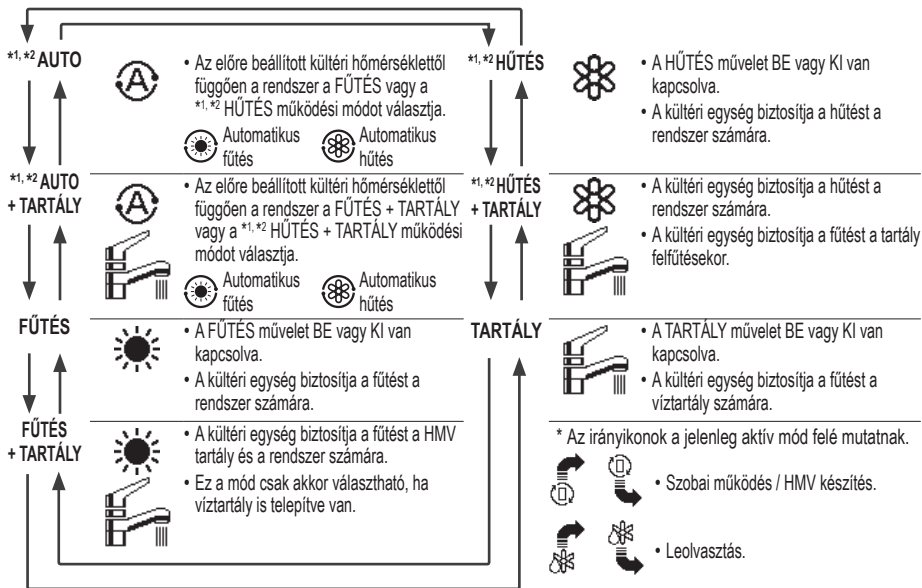 *1, *2 AUTO
• Az előre beállított kültéri hőmérséklettől
függően a rendszer a FŰTÉS vagy a
*1, *2 HŰTÉS működési módot választja.
Automatikus
fűtés
Automatikus
hűtés
*1, *2 AUTO
+ TARTÁLY
• Az előre beállított kültéri hőmérséklettől
függően a rendszer a FŰTÉS + TARTÁLY
vagy a *1, *2 HŰTÉS + TARTÁLY működési
módot választja.
Automatikus
fűtés
Automatikus
hűtés
FŰTÉS
• A FŰTÉS művelet BE vagy KI van
kapcsolva.
• A kültéri egység biztosítja a fűtést a
rendszer számára.
FŰTÉS
+ TARTÁLY
• A kültéri egység biztosítja a fűtést a HMV
tartály és a rendszer számára.
• Ez a mód csak akkor választható, ha
víztartály is telepítve van.
*1, *2 HŰTÉS
• A HŰTÉS művelet BE vagy KI van
kapcsolva.
• A kültéri egység biztosítja a hűtést a
rendszer számára.
*1, *2 HŰTÉS
+ TARTÁLY
• A kültéri egység biztosítja a hűtést a
rendszer számára.
• A kültéri egység biztosítja a fűtést a tartály
felfűtésekor.
TARTÁLY
• A TARTÁLY művelet BE vagy KI van
kapcsolva.
• A kültéri egység biztosítja a fűtést a
víztartály számára.
* Az irányikonok a jelenleg aktív mód felé mutatnak.
• Szobai működés / HMV készítés.
• Leolvasztás.